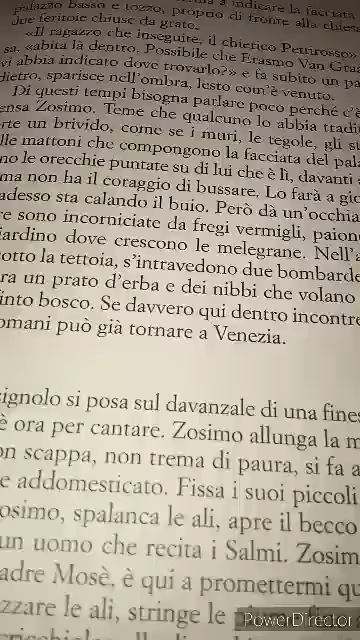 a indicare la facciata
palazzo basso e tozzo, proprio di fronte alla chiesa
due feritoie chiuse da grate.
«Il ragazzo che inseguite, il chietico Pettirosso»
sa, «abita là dentro. Possibile che Erasmo Van Graa
vi abbia indicato dove trovarlo?» e fa subito un pa
dietro, sparisce nell'ombra, lesto com'è venuto.
Di questi tempi bisogna parlare poco perché c'è
ensa Zosimo. Teme che qualcuno lo abbia tradi
rte un brivido, come se i muri, le tegole, gli s
lle mattoni che compongono la facciata del pala
no le orecchie puntate su di lui che è lì, davanti a
ma non ha il coraggio di bussare. Lo farà a gio
adesso sta calando il buio. Però dà un'occhia
re sono incorniciate da fregi vermigli, paion
iardino dove crescono le melegrane. Nell'a
otto la tettoia, s'intravedono due bombarde
ra un prato d'erba e dei nibbi che volano
into bosco. Se davvero qui dentro incontre
omani può già tornare a Venezia.
ignolo si posa sul davanzale di una fines
è ora per cantare. Zosimo allunga la m
on scappa, non trema di paura, si fa a
e addomesticato. Fissa i suoi piccoli
osimo, spalanca le ali, apre il becco
un uomo che recita i Salmi. Zosim
adre Mosè, è qui a promettermi qu
zzare le ali, stringe le
PowerDirector